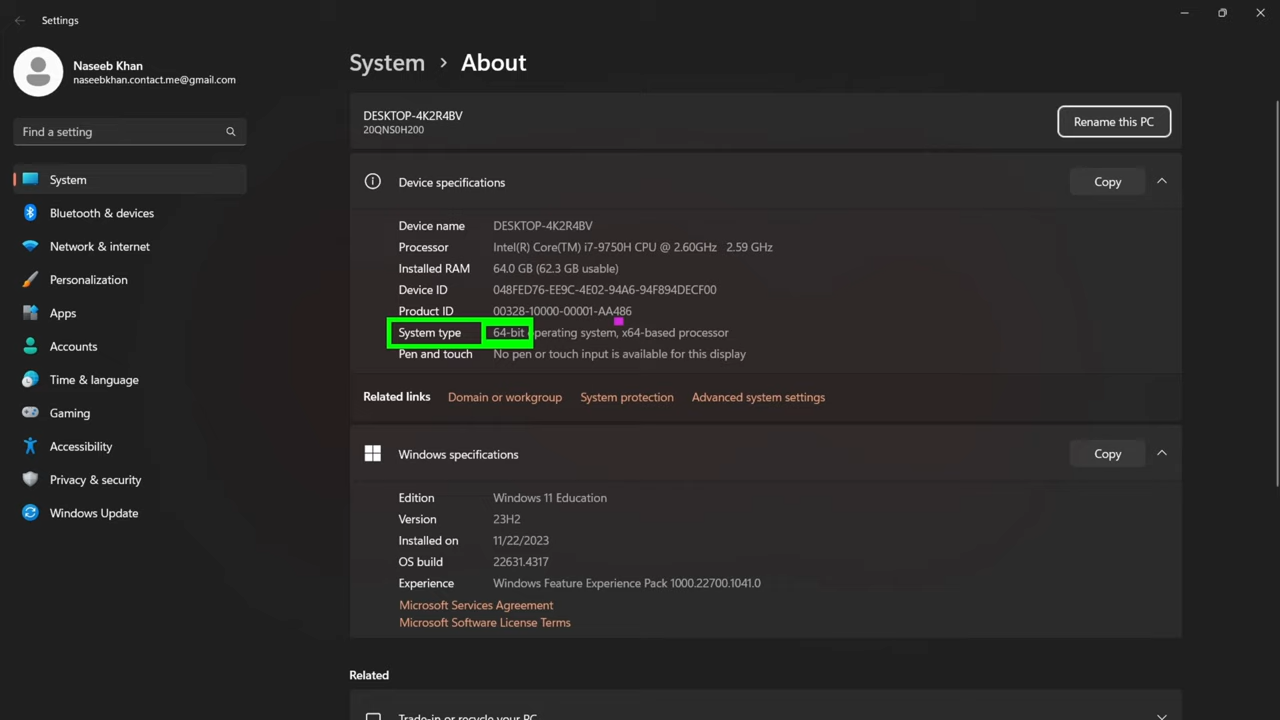 Settings
Naseeb Khan
naseebkhan.contact.me@gmail.com
Find a setting
System
Bluetooth & devices
Network & internet
Personalization
Apps
Accounts
Time & language
Gaming
Accessibility
Privacy & security
Windows Update
System > About
DESKTOP-4K2R4BV
20QNS0H200
Rename this PC
Device specifications
Copy
Device name DESKTOP-4K2R4BV
Processor Intel(R) Core(TM) i7-9750H CPU @ 2.60GHz 2.59 GHz
Installed RAM 64.0 GB (62.3 GB usable)
Device ID 048FED76-EE9C-4E02-94A6-94F894DECF00
Product ID 00328-10000-00001-AA486
System type 64-bit operating system, x64-based processor
Pen and touch No pen or touch input is available for this display
Related links Domain or workgroup System protection Advanced system settings
Windows specifications
Copy
Edition Windows 11 Education
Version 23H2
Installed on 11/22/2023
OS build 22631.4317
Experience Windows Feature Experience Pack 1000.22700.1041.0
Microsoft Services Agreement
Microsoft Software License Terms
Related
Trade-in or recycle your PC